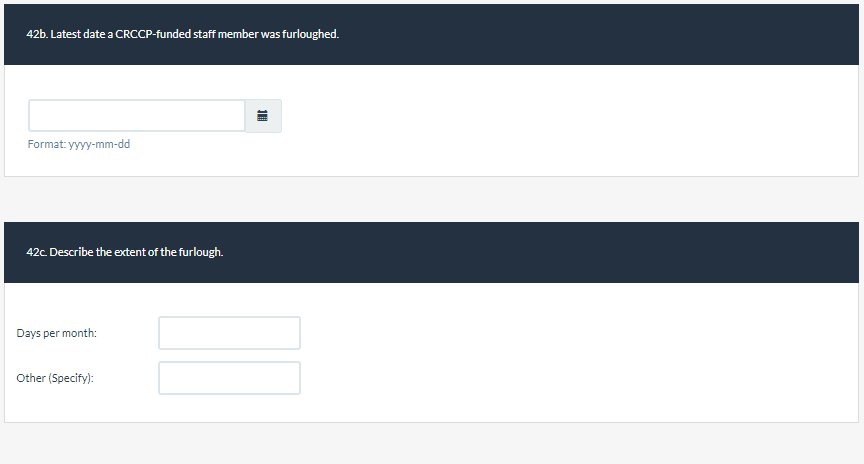 42b. Latest date a CRCCP-funded staff member was furloughed.
Format: yyyy-mm-dd
42c. Describe the extent of the furlough.
Days per month:
Other (Specify):